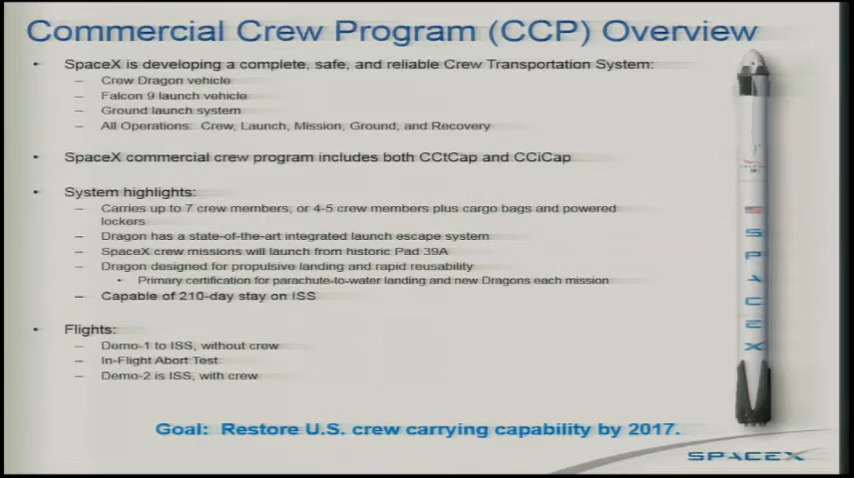 Commercial Crew Program (CCP) Overview
• SpaceX is developing a complete, safe, and reliable Crew Transportation System:
– Crew Dragon vehicle
– Falcon 9 launch vehicle
– Ground launch system
– All Operations: Crew, Launch, Mission, Ground, and Recovery
• SpaceX commercial crew program includes both CCtCap and CCiCap
• System highlights:
– Carries up to 7 crew members, or 4-5 crew members plus cargo bags and powered
lockers
– Dragon has a state-of-the-art integrated launch escape system
– SpaceX crew missions will launch from historic Pad 39A
– Dragon designed for propulsive landing and rapid reusability
• Primary certification for parachute-to-water landing and new Dragons each mission
– Capable of 210-day stay on ISS
• Flights:
– Demo-1 to ISS, without crew
– In-Flight Abort Test
– Demo-2 is ISS, with crew
Goal: Restore U.S. crew carrying capability by 2017.
SPACEX
SPACEX